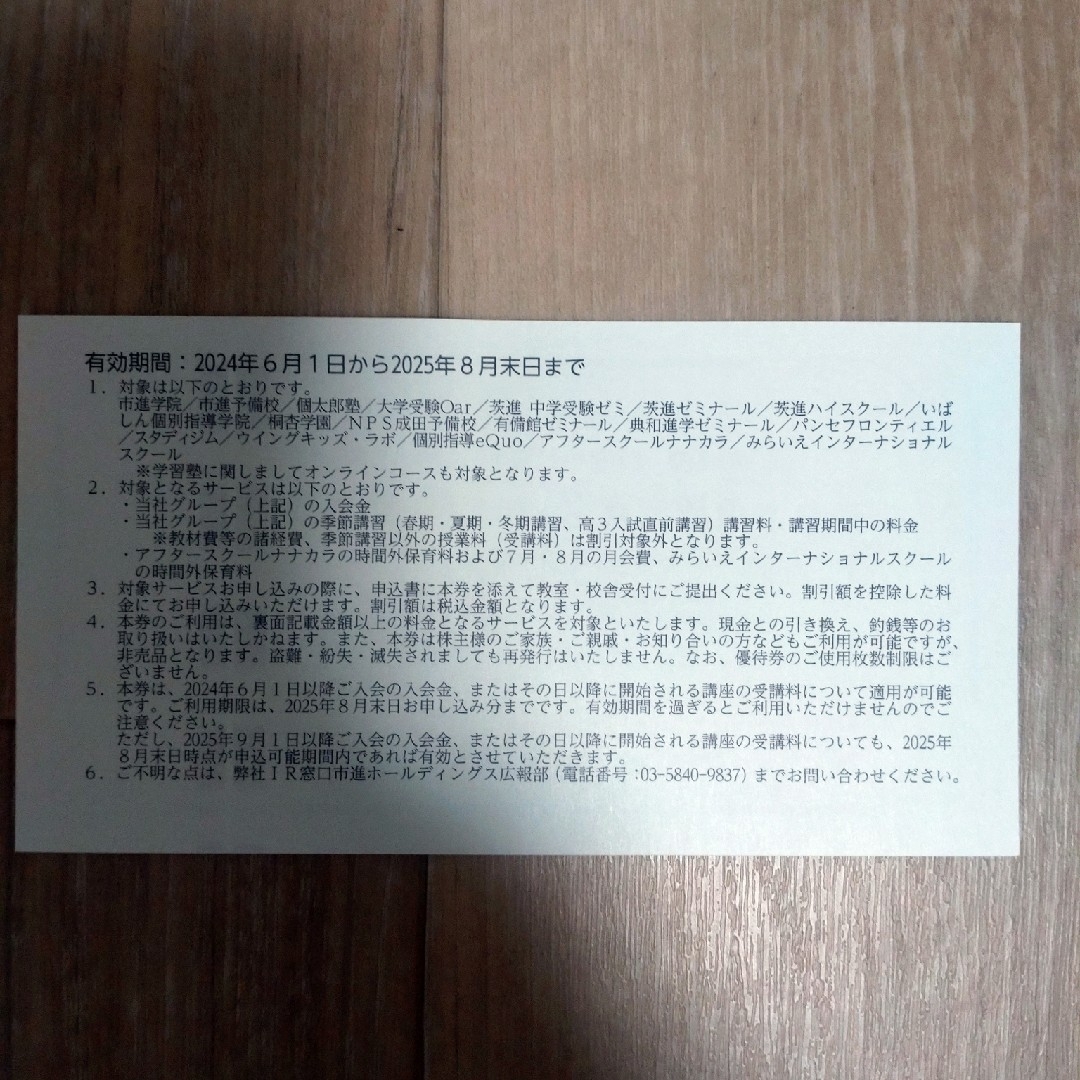 有効期間：2024年６月１日から2025年８月末日まで
１．対象は以下のとおりです。
市進学院／市進予備校／個太郎塾／大学受験Oar／茨進 中学受験ゼミ／茨進ゼミナール／茨進ハイスクール／いば
しん個別指導学院／桐杏学園／ＮＰＳ成田予備校／有備館ゼミナール／典和進学ゼミナール／パンセフロンティエル
／スタディジム／ウイングキッズ・ラボ／個別指導eQuo／アフタースクールナナカラ／みらいえインターナショナル
スクール
※学習塾に関しましてオンラインコースも対象となります。
２．対象となるサービスは以下のとおりです。
・当社グループ（上記）の入会金
・当社グループ（上記）の季節講習（春期・夏期・冬期講習、高３入試直前講習）講習料・講習期間中の料金
※教材費等の諸経費、季節講習以外の授業料（受講料）は割引対象外となります。
・アフタースクールナナカラの時間外保育料および７月・８月の月会費、みらいえインターナショナルスクール
の時間外保育料
３．対象サービスお申し込みの際に、申込書に本券を添えて教室・校舎受付にご提出ください。割引額を控除した料
金にてお申し込みいただけます。割引額は税込金額となります。
４．本券のご利用は、裏面記載金額以上の料金となるサービスを対象といたします。現金との引き換え、釣銭等のお
取り扱いはいたしかねます。また、本券は株主様のご家族・ご親戚・お知り合いの方などもご利用が可能ですが、
非売品となります。盗難・紛失・滅失されましても再発行はいたしません。なお、優待券のご使用枚数制限はご
ざいません。
５．本券は、2024年６月１日以降ご入会の入会金、またはその日以降に開始される講座の受講料について適用が可能
です。ご利用期限は、2025年８月末日お申し込み分までです。有効期間を過ぎるとご利用いただけませんのでご
注意ください。
ただし、2025年９月１日以降ご入会の入会金、またはその日以降に開始される講座の受講料についても、2025年
８月末日時点が申込可能期間内であれば有効とさせていただきます。
６．ご不明な点は、弊社ＩＲ窓口市進ホールディングス広報部（電話番号：03-5840-9837）までお問い合わせください。